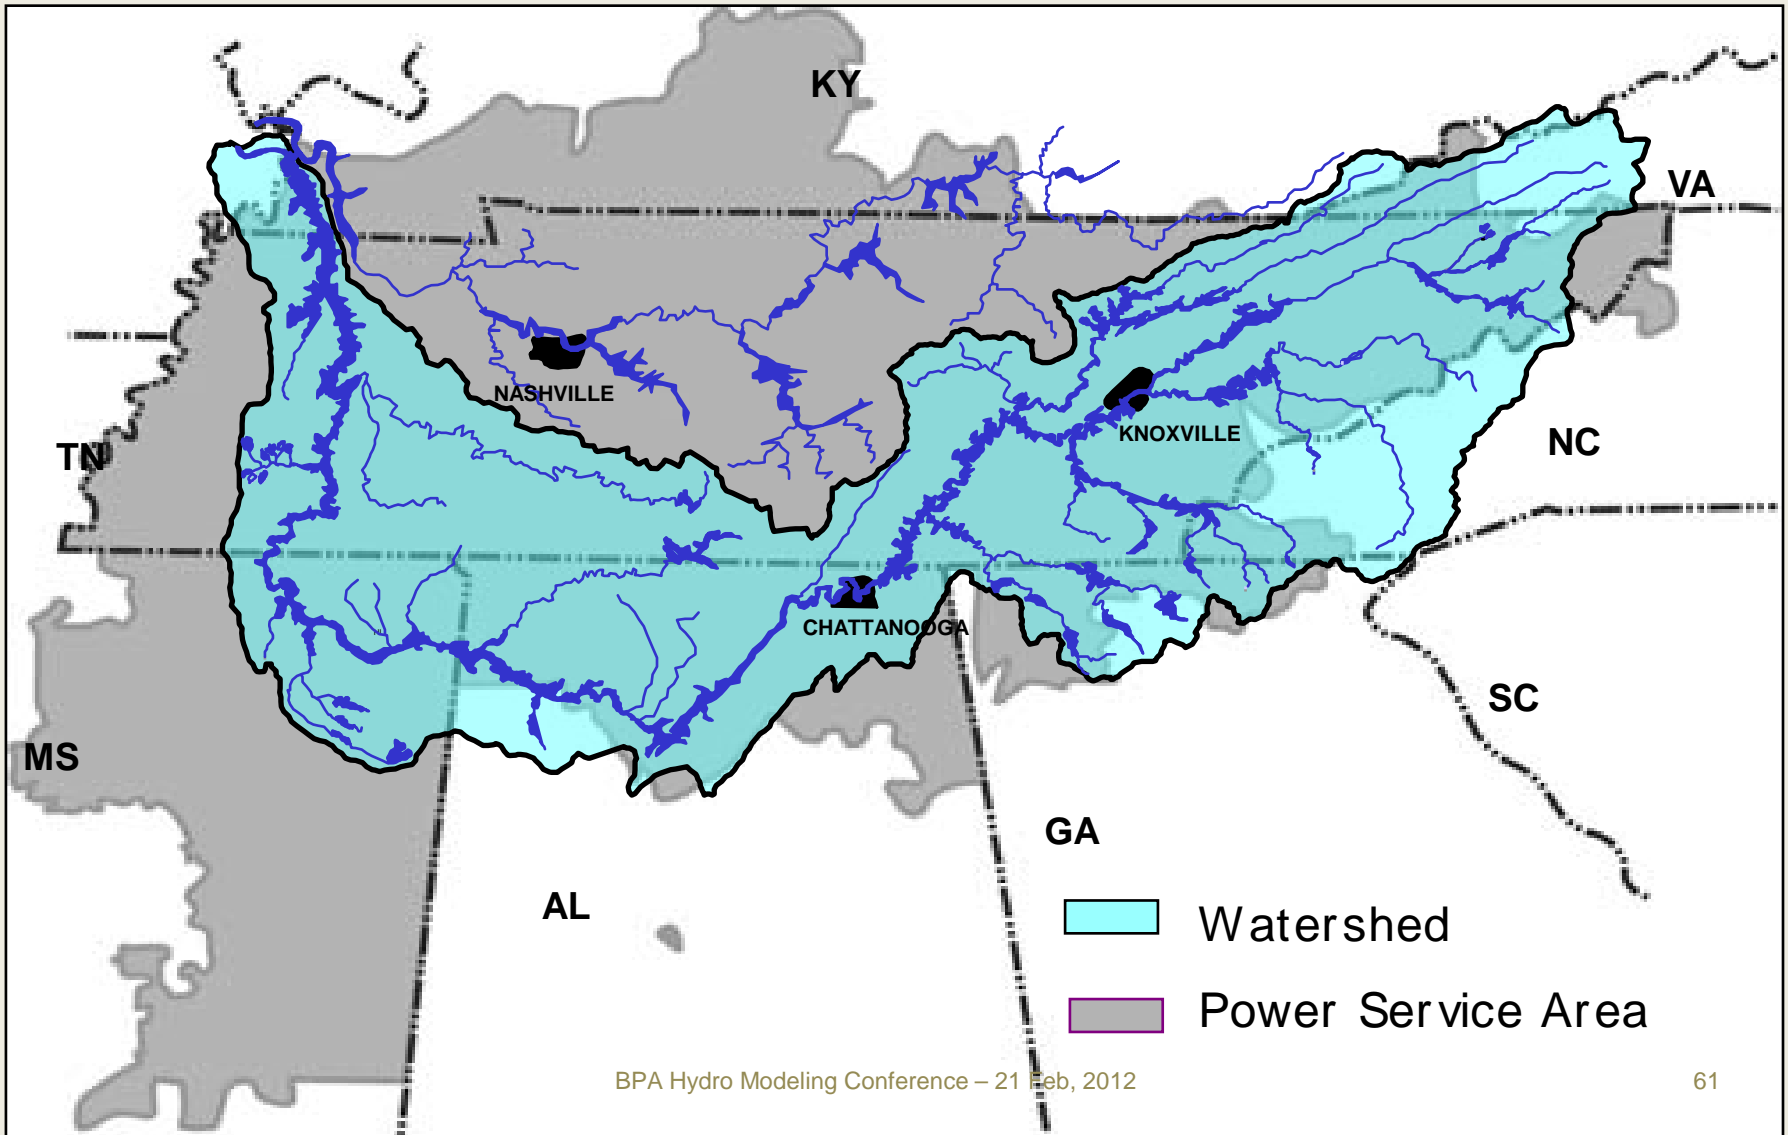 KY
VA
NASHVILLE
KNOXVILLE
TN
NC
CHATTANOOGA
SC
MS
GA
AL
Watershed
Power Service Area
BPA Hydro Modeling Conference – 21 Feb, 2012
61